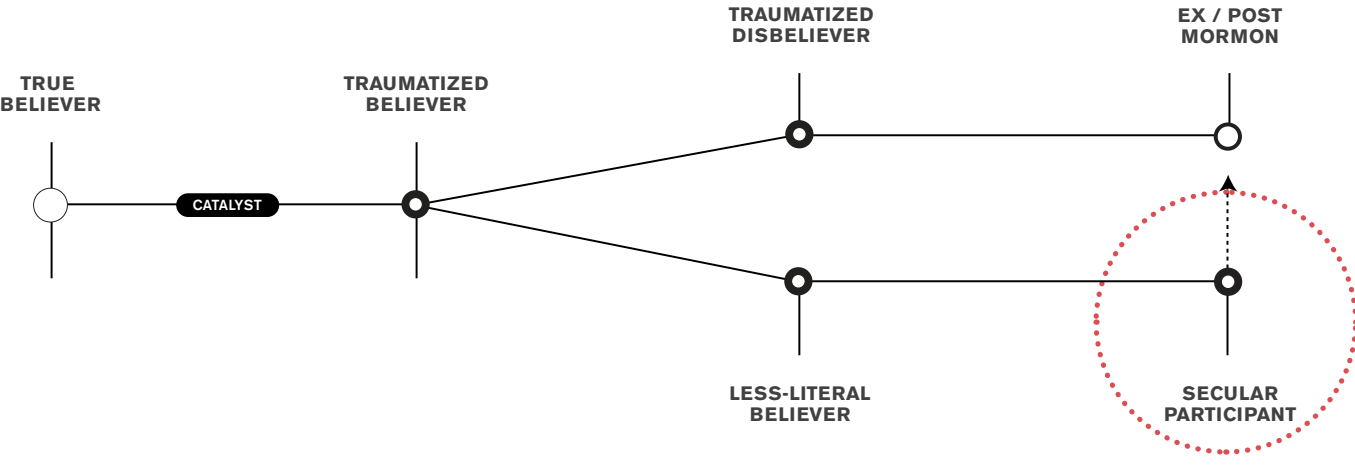 TRAUMATIZED
DISBELIEVER
EX / POST
MORMON
TRUE
BELIEVER
TRAUMATIZED
BELIEVER
CATALYST
LESS-LITERAL
BELIEVER
SECULAR
PARTICIPANT